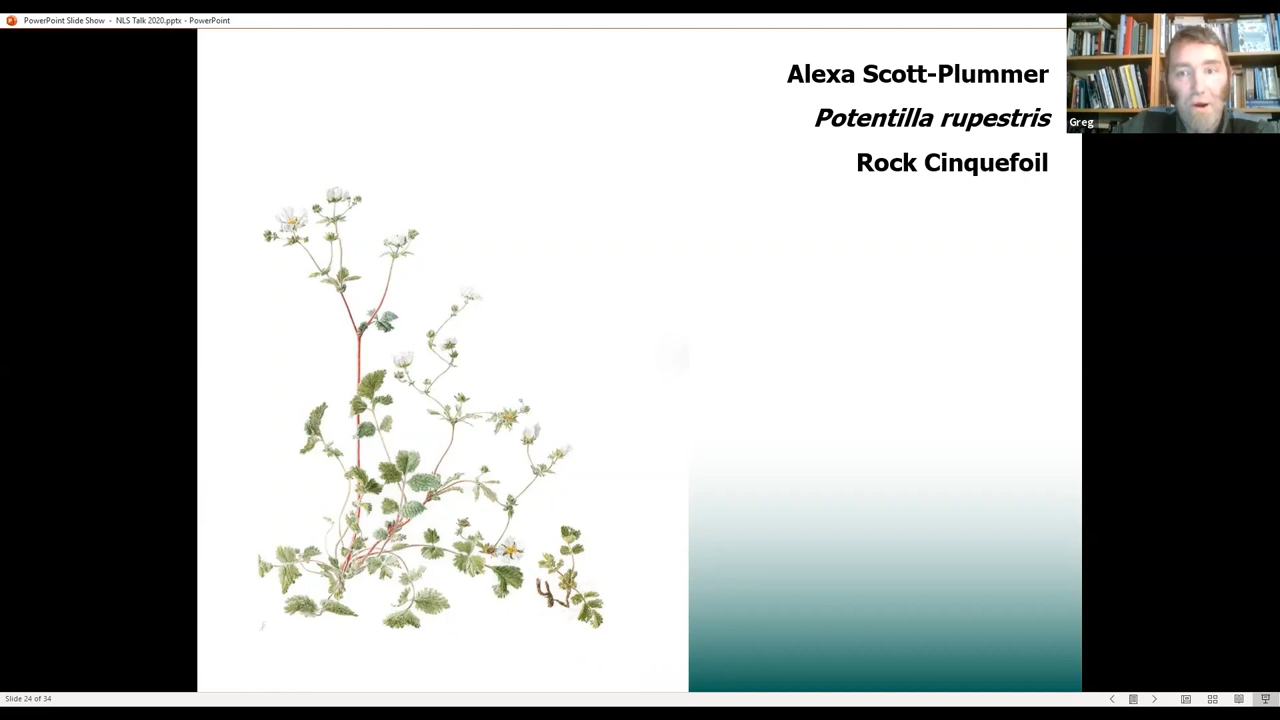 PowerPoint Slide Show - NLS Talk 2020.pptx - PowerPoint
Alexa Scott-Plummer
Potentilla rupestris
Rock Cinquefoil
Greg
Slide 24 of 34